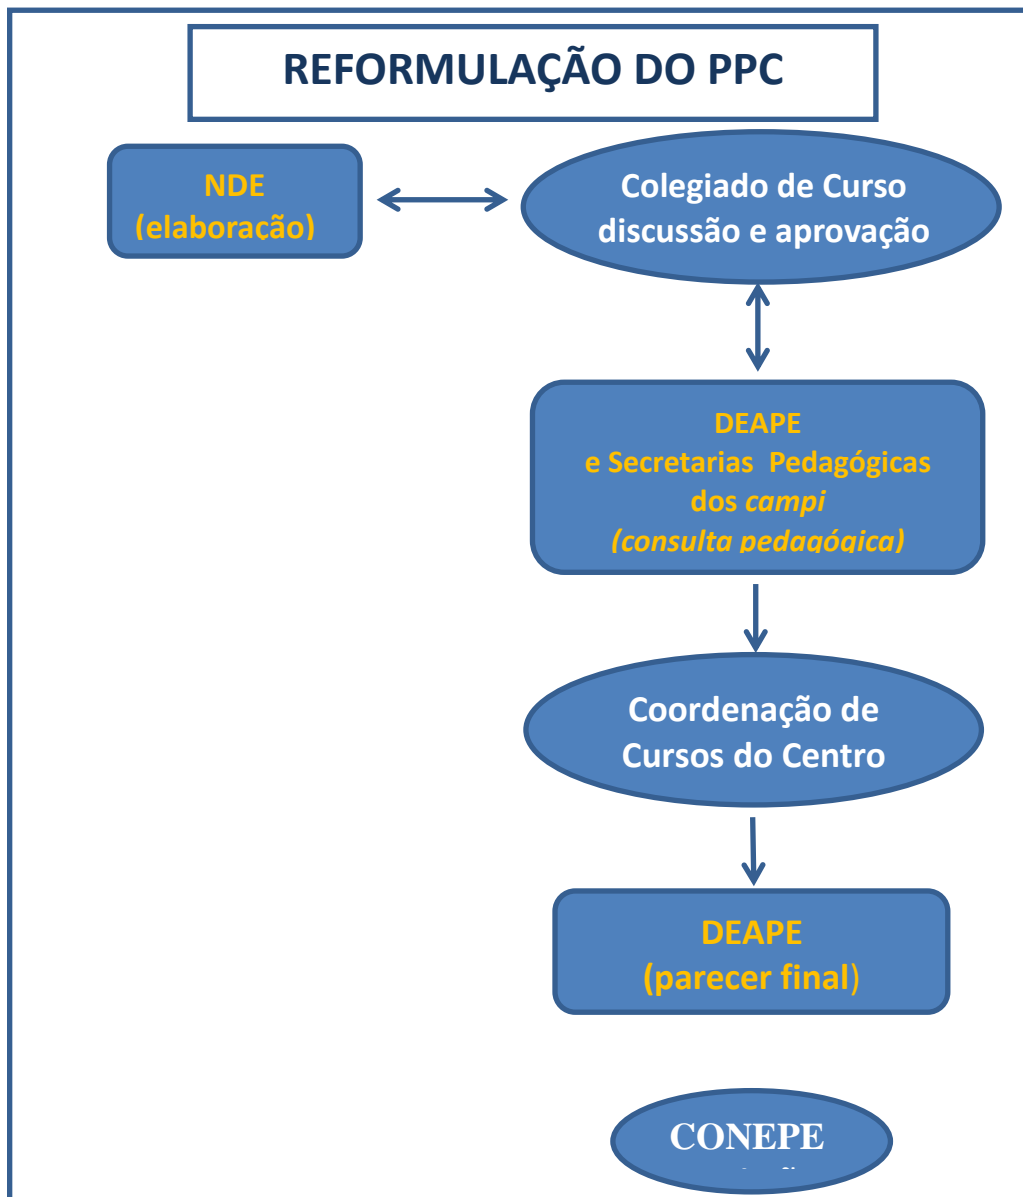 REFORMULAÇÃO DO PPC
NDE
(elaboração)
Colegiado de Curso
discussão e aprovação
DEAPE
e Secretarias Pedagógicas
dos campi
(consulta pedagógica)
Coordenação de
Cursos do Centro
DEAPE
(parecer final)
CONEPE